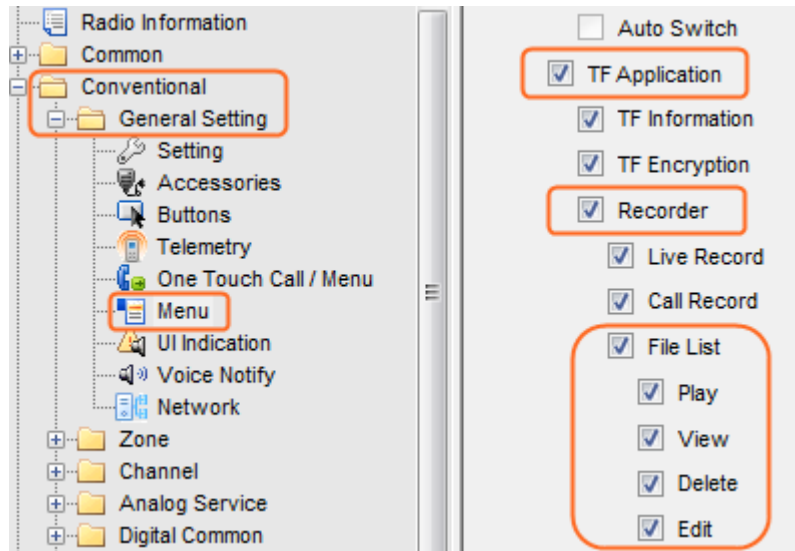 Radio Information
Common
Conventional
General Setting
Setting
Accessories
Buttons
Telemetry
One Touch Call / Menu
Menu
UI Indication
Voice Notify
Network
Zone
Channel
Analog Service
Digital Common
Auto Switch
TF Application
TF Information
TF Encryption
Recorder
Live Record
Call Record
File List
Play
View
Delete
Edit